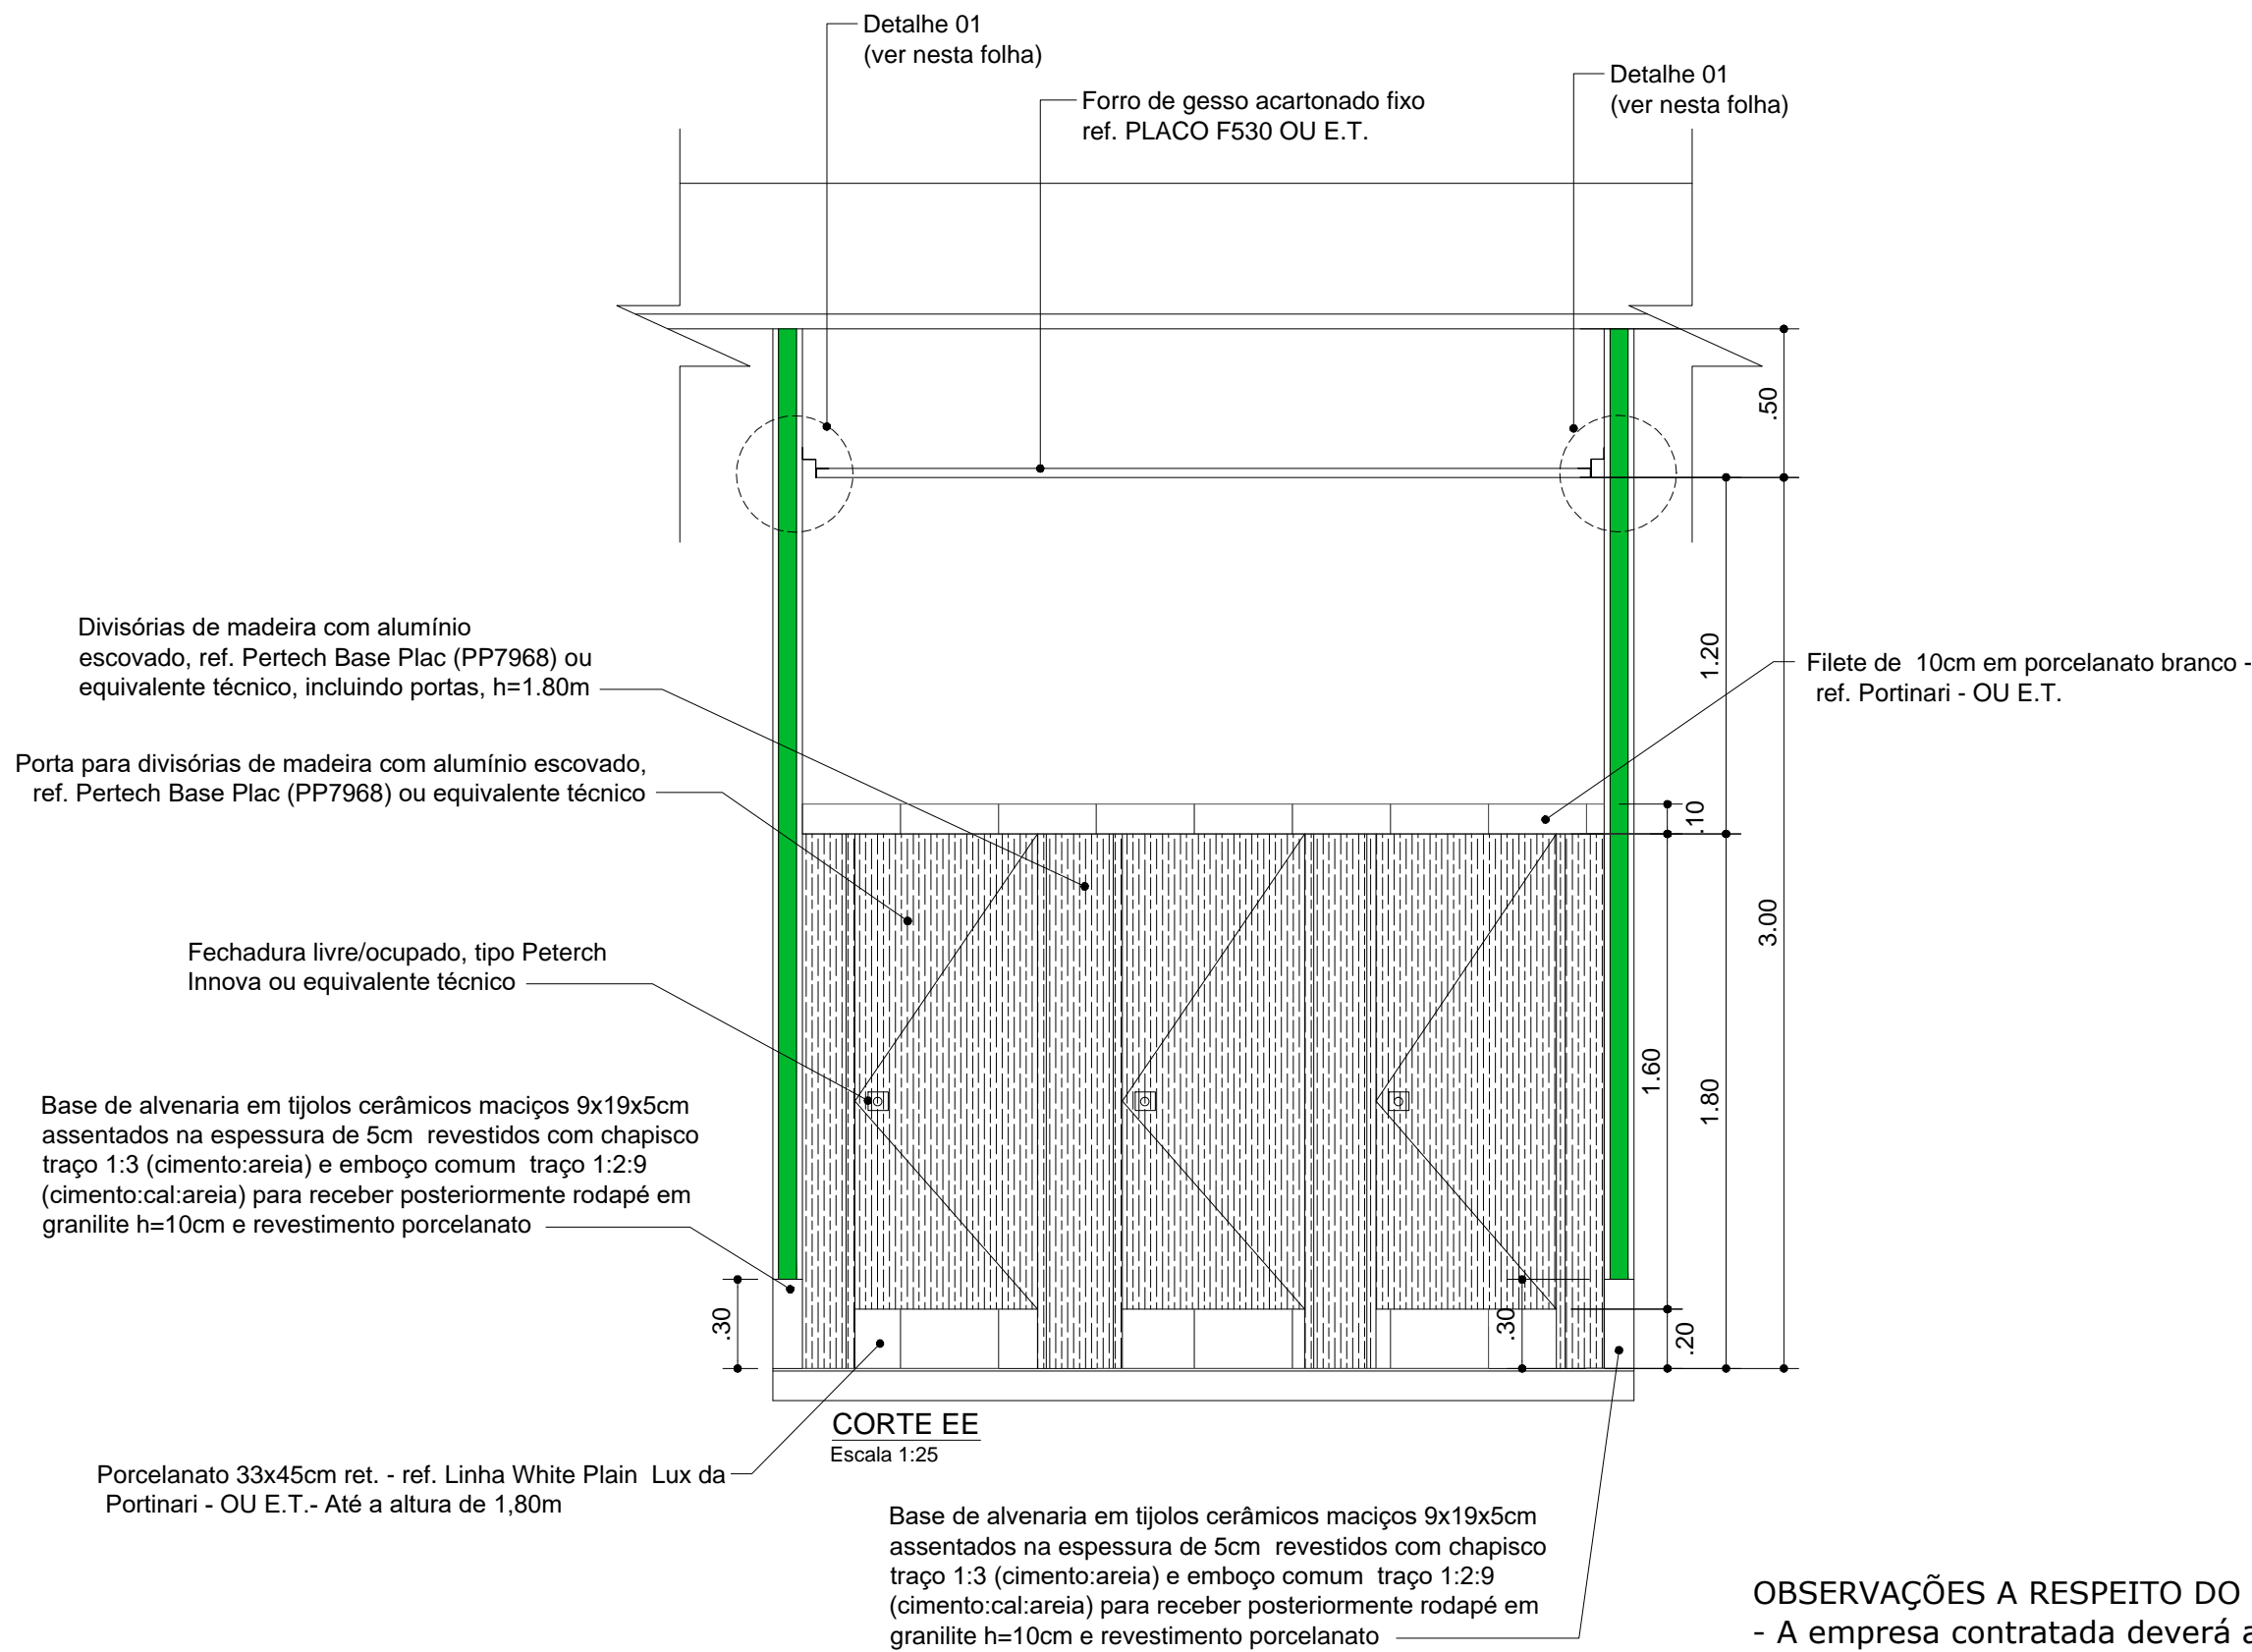 Detalhe 01
(ver nesta folha)
Detalhe 01
(ver nesta folha)
Forro de gesso acartonado fixo
ref. PLACO F530 OU E.T.
.50
Divisórias de madeira com alumínio
escovado, ref. Pertech Base Plac (PP7968) ou
equivalente técnico, incluindo portas, h=1.80m
1.20
Filete de  10cm em porcelanato branco -
ref. Portinari - OU E.T.
Porta para divisórias de madeira com alumínio escovado,
ref. Pertech Base Plac (PP7968) ou equivalente técnico
.10
3.00
Fechadura livre/ocupado, tipo Peterch
Innova ou equivalente técnico
1.60
1.80
Base de alvenaria em tijolos cerâmicos maciços 9x19x5cm
assentados na espessura de 5cm  revestidos com chapisco
traço 1:3 (cimento:areia) e emboço comum  traço 1:2:9
(cimento:cal:areia) para receber posteriormente rodapé em
granilite h=10cm e revestimento porcelanato
.30
.30
.20
CORTE EE
Escala 1:25
Porcelanato 33x45cm ret. - ref. Linha White Plain  Lux da
Portinari - OU E.T.- Até a altura de 1,80m
Base de alvenaria em tijolos cerâmicos maciços 9x19x5cm
assentados na espessura de 5cm  revestidos com chapisco
traço 1:3 (cimento:areia) e emboço comum  traço 1:2:9
(cimento:cal:areia) para receber posteriormente rodapé em
granilite h=10cm e revestimento porcelanato
OBSERVAÇÕES A RESPEITO DO
- A empresa contratada deverá a